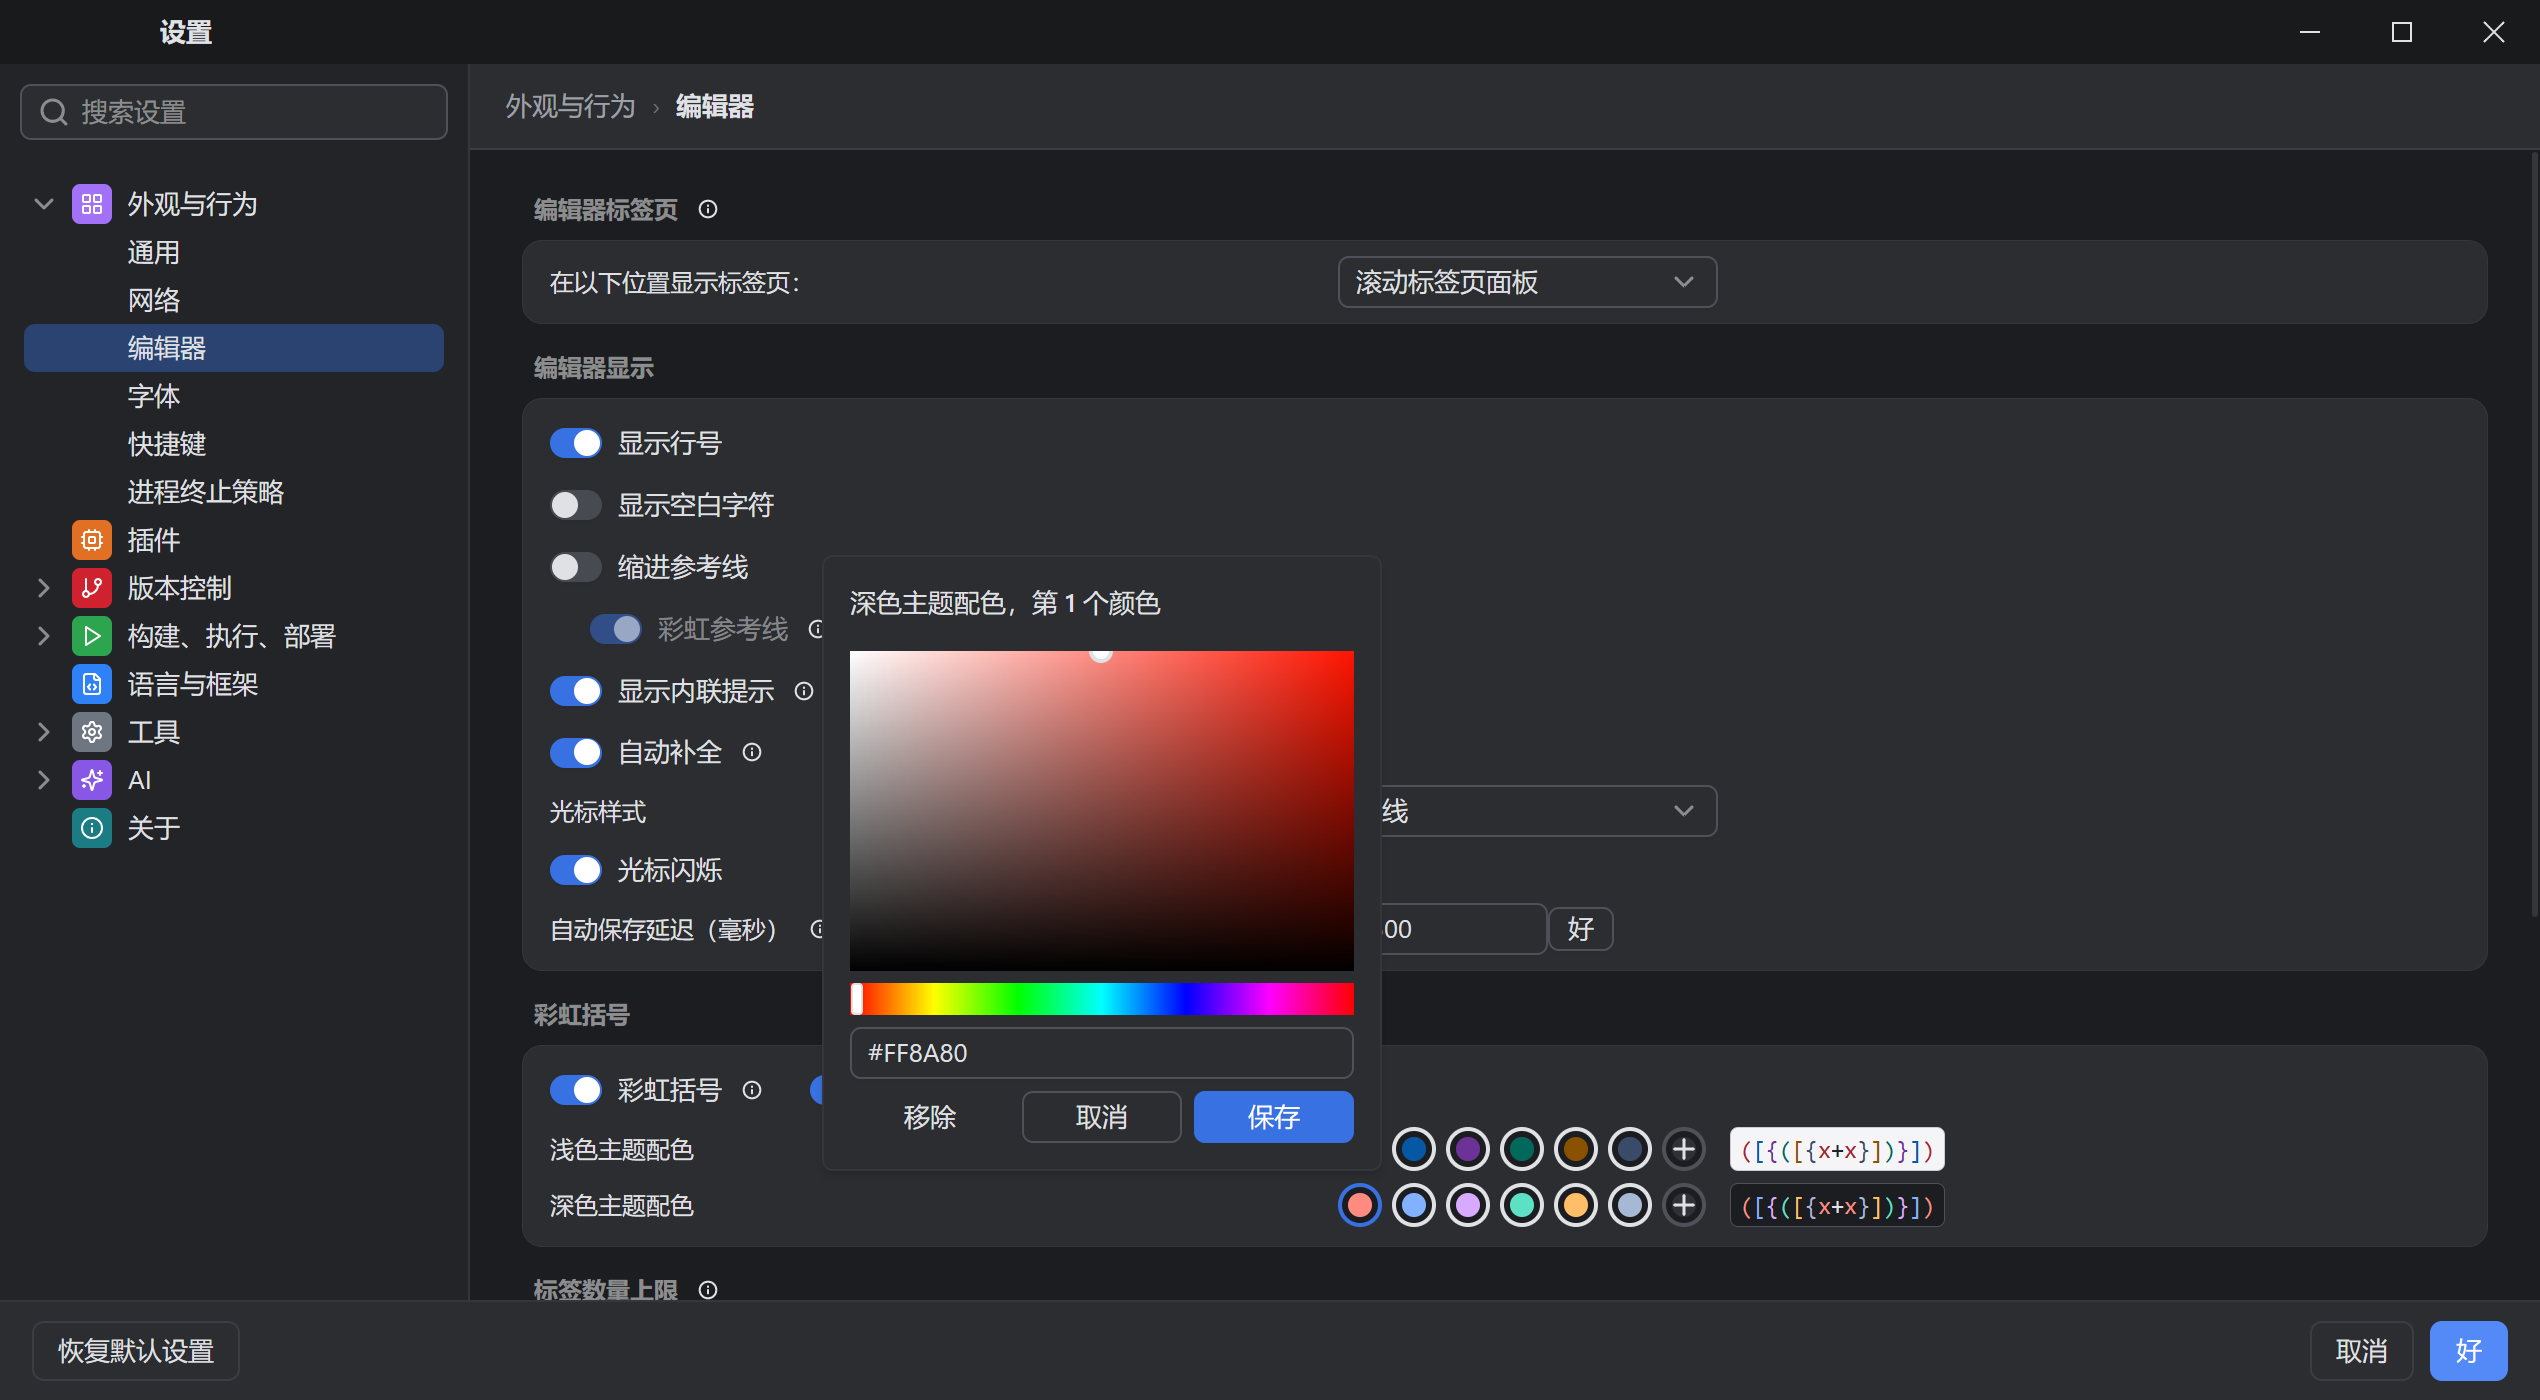 设置
搜索设置
外观与行为
通用
网络
编辑器
字体
快捷键
进程终止策略
插件
版本控制
构建、执行、部署
语言与框架
工具
AI
关于
外观与行为 › 编辑器
编辑器标签页
在以下位置显示标签页：
滚动标签页面板
编辑器显示
显示行号
显示空白字符
缩进参考线
彩虹参考线
显示内联提示
自动补全
光标样式
线
光标闪烁
自动保存延迟（毫秒）
00
好
深色主题配色，第 1 个颜色
#FF8A80
移除
取消
保存
彩虹括号
彩虹括号
浅色主题配色
([{([{x+x}])}])
深色主题配色
([{([{x+x}])}])
标签数量上限
恢复默认设置
取消
好